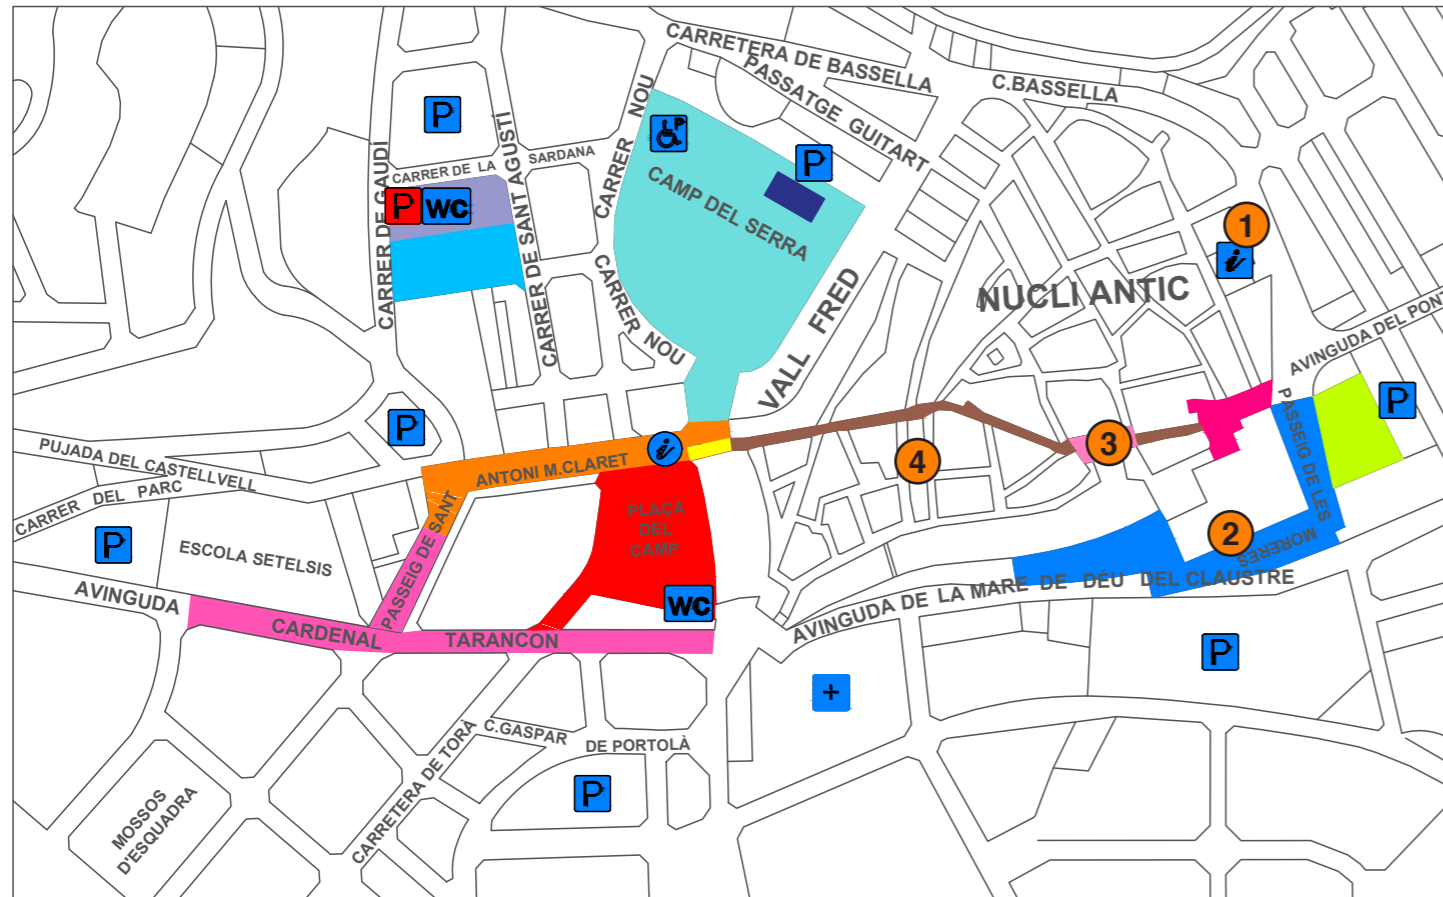 CARRETERA DE BASSELLA
C.BASSELLA
PASSATGE GUITART
CARRER NOU
P
P
CARRER DE LA SARDANA
CARRER DE GAUDÍ
CARRER DE SANT AGUSTÍ
P
WC
P
CAMP DEL SERRA
CARRER NOU
VALL FRED
NUCLI ANTIC
1
i
AVINGUDA DEL PONT
P
PASSEIG DE LES
MORERES
P
PUJADA DEL CASTELLVELL
CARRER DEL PARC
ANTONI M.CLARET
i
PASSEIG DE SANT
4
3
2
P
ESCOLA SETELSIS
PLAÇA
DEL
CAMP
WC
AVINGUDA
CARDENAL
TARANCON
AVINGUDA DE LA MARE DE DÉU DEL CLAUSTRE
P
+
C.GASPAR
DE PORTOLÀ
P
CARRETERA DE TORÀ
MOSSOS
D'ESQUADRA